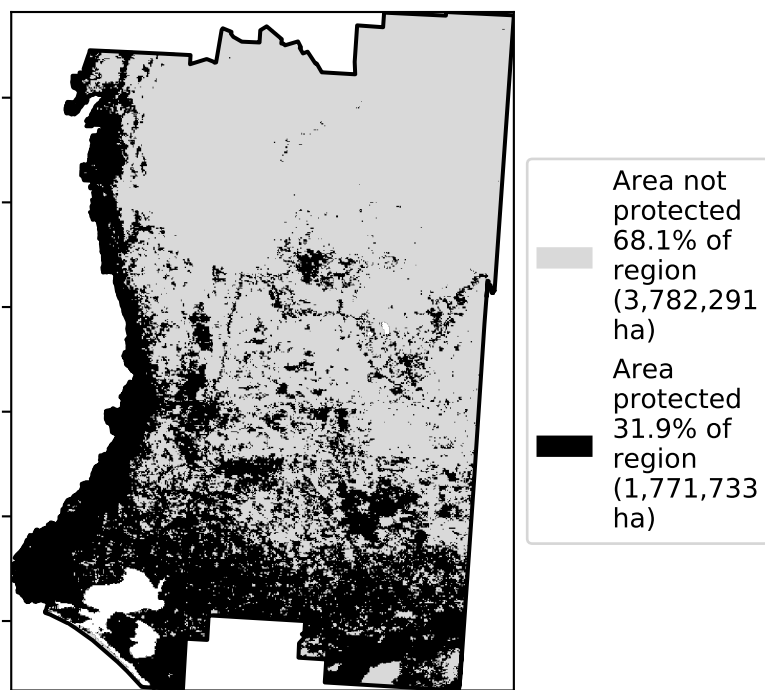 Area not
protected
68.1% of
region
(3,782,291
ha)
Area
protected
31.9% of
region
(1,771,733
ha)